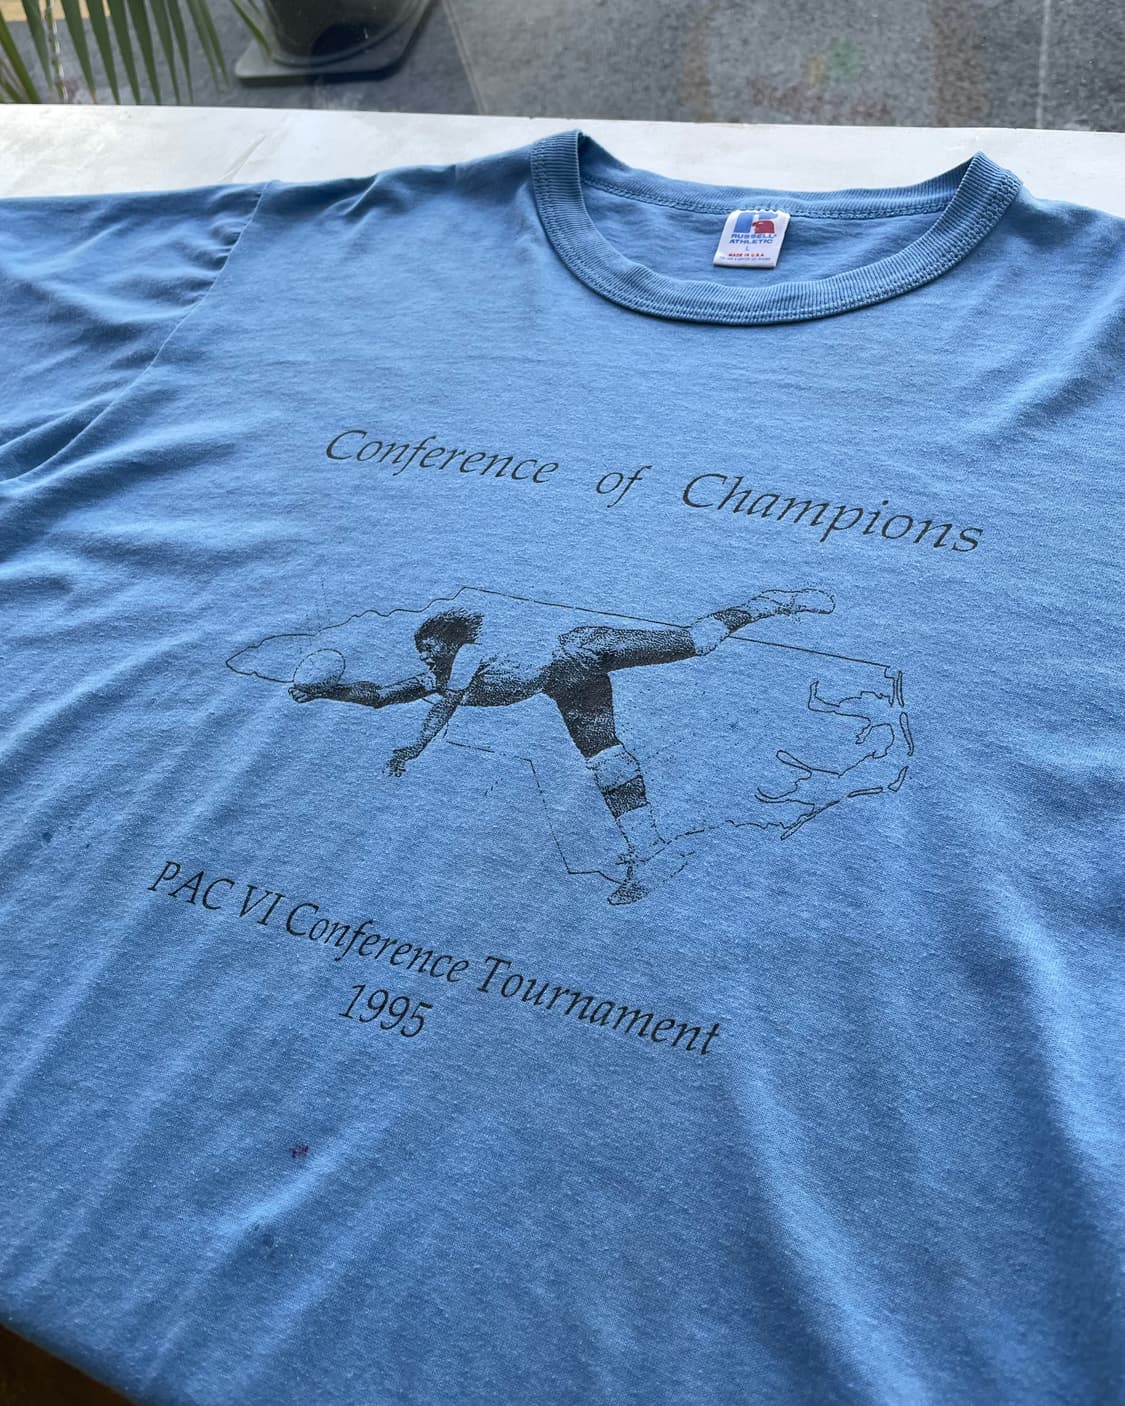 RUSSELL
ATHLETIC
L
MADE IN U.S.A.
Conference of Champions
PAC VI Conference Tournament
1995